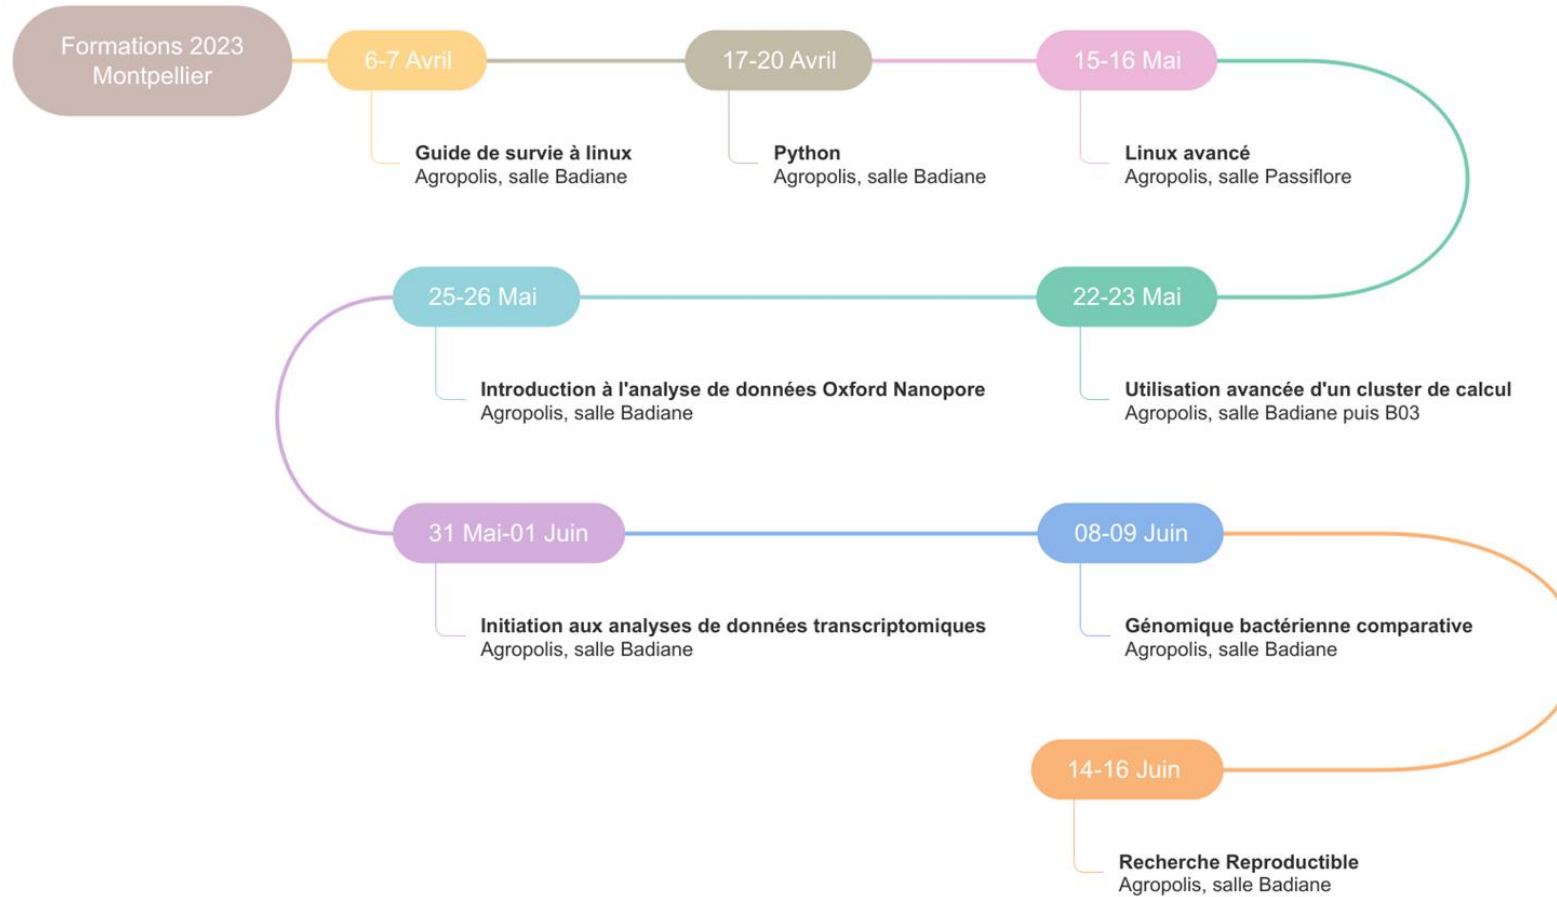 Formations 2023
Montpellier
6-7 Avril
Guide de survie à linux
Agropolis, salle Badiane
17-20 Avril
Python
Agropolis, salle Badiane
15-16 Mai
Linux avancé
Agropolis, salle Passiflore
22-23 Mai
Utilisation avancée d'un cluster de calcul
Agropolis, salle Badiane puis B03
25-26 Mai
Introduction à l'analyse de données Oxford Nanopore
Agropolis, salle Badiane
31 Mai-01 Juin
Initiation aux analyses de données transcriptomiques
Agropolis, salle Badiane
08-09 Juin
Génomique bactérienne comparative
Agropolis, salle Badiane
14-16 Juin
Recherche Reproductible
Agropolis, salle Badiane